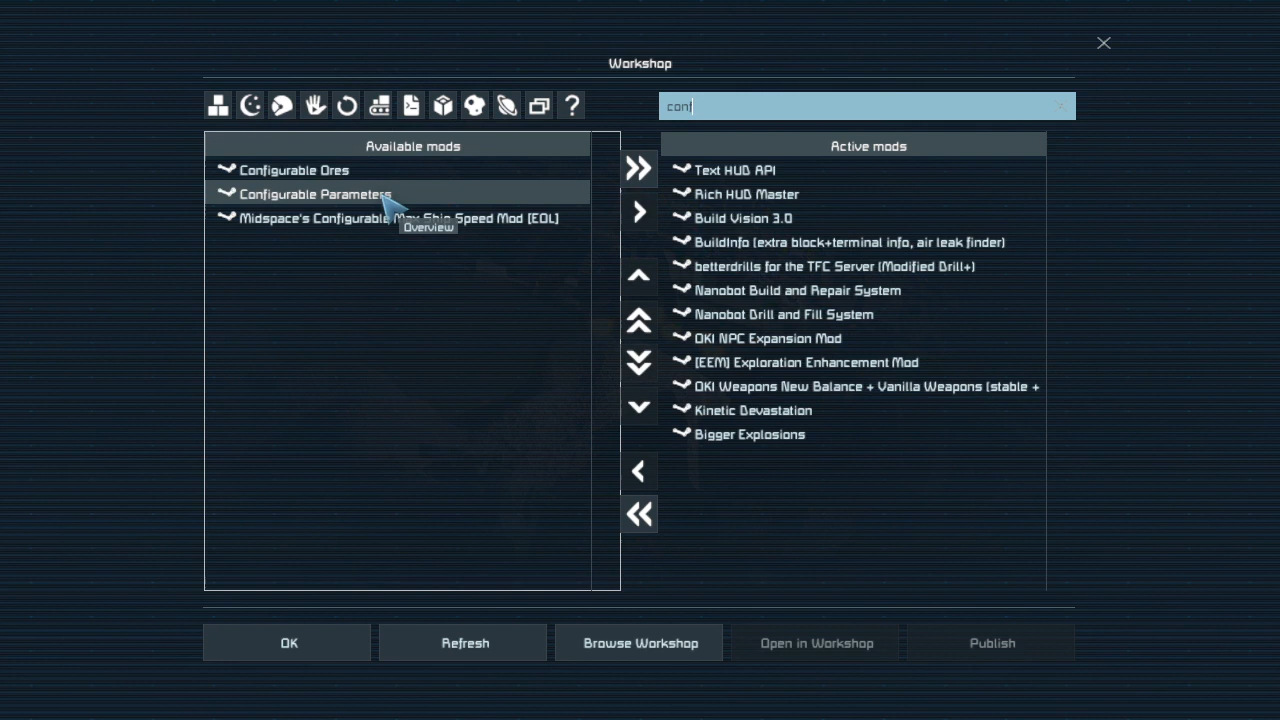 Workshop
?
conf
Available mods
Configurable Ores
Configurable Parameters
Midspace's Configurable Max Ship Speed Mod [EOL]
Overview
Active mods
Text HUD API
Rich HUD Master
Build Vision 3.0
BuildInfo (extra block+terminal info, air leak finder)
betterdrills for the TFC Server (Modified Drill+)
Nanobot Build and Repair System
Nanobot Drill and Fill System
OKI NPC Expansion Mod
[EEM] Exploration Enhancement Mod
OKI Weapons New Balance + Vanilla Weapons (stable +
Kinetic Devastation
Bigger Explosions
OK
Refresh
Browse Workshop
Open in Workshop
Publish